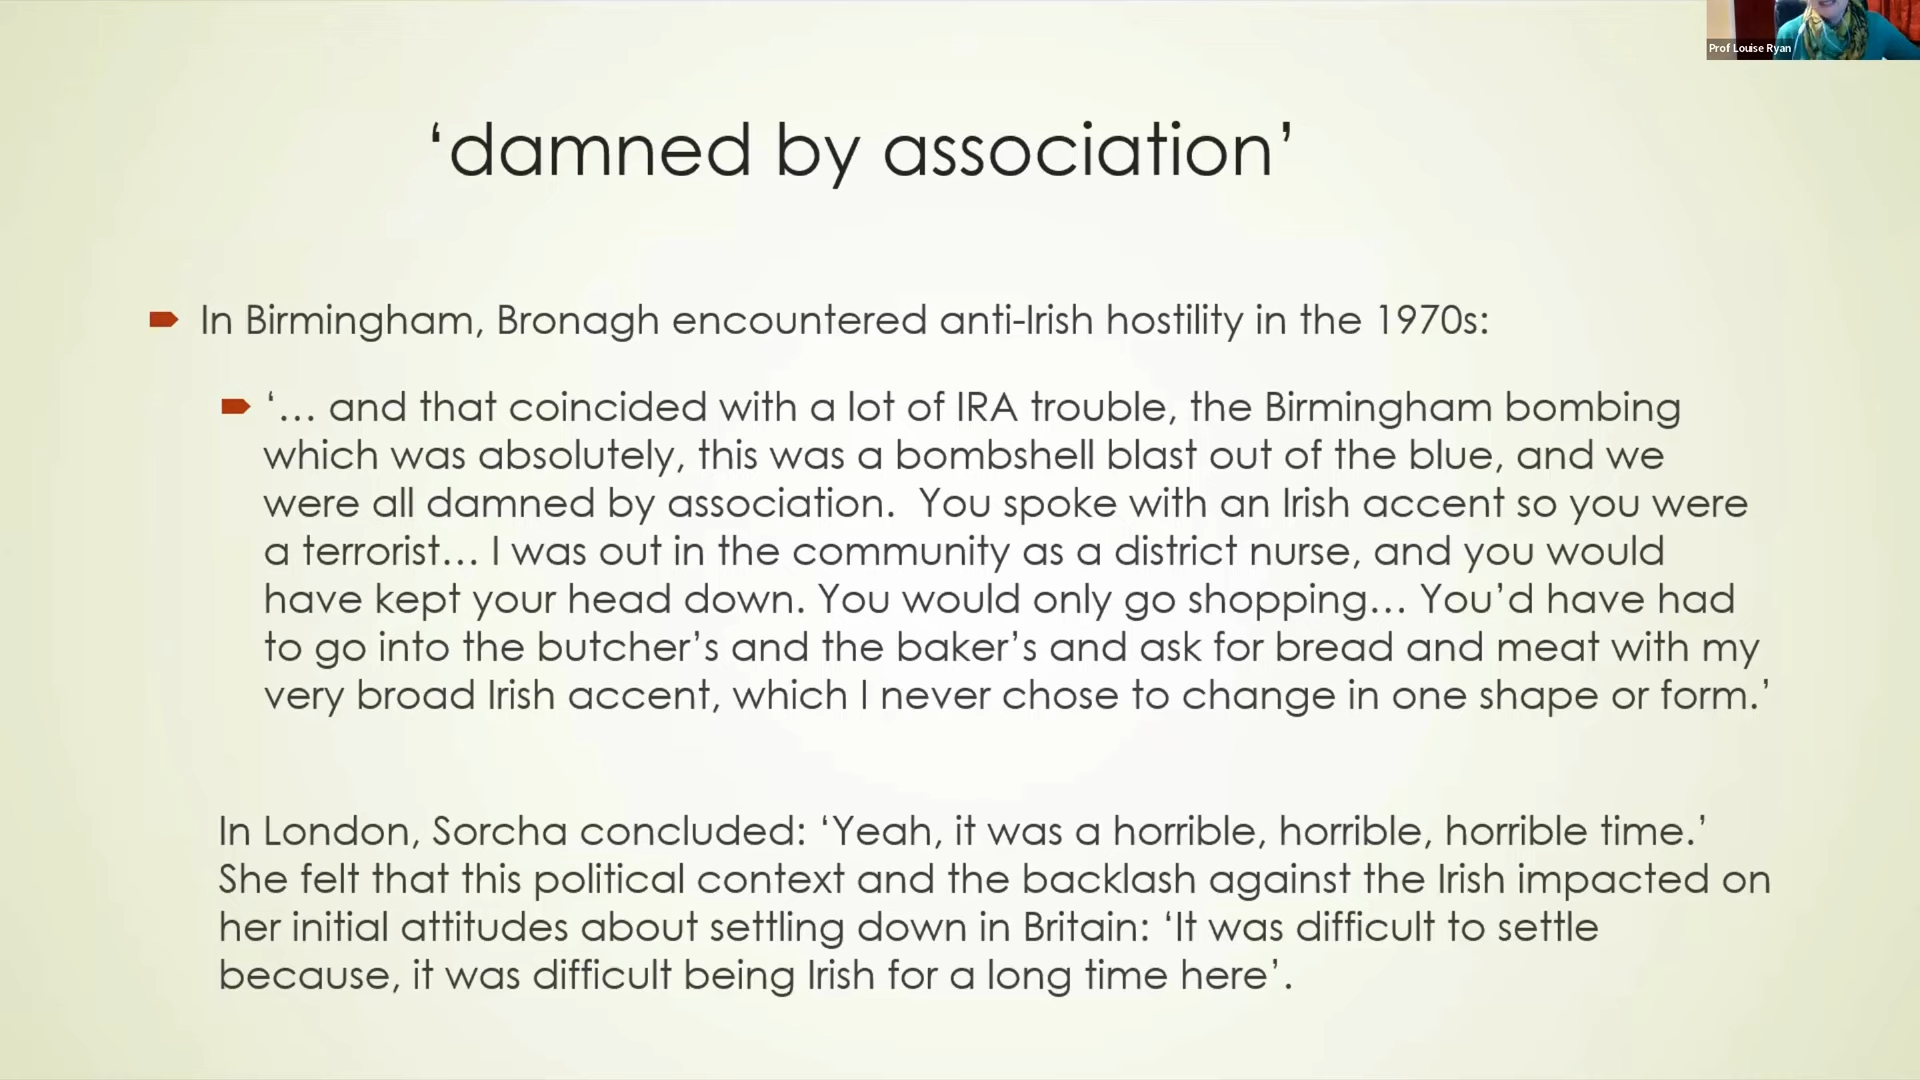 Prof Louise Ryan
‘damned by association’
In Birmingham, Bronagh encountered anti-Irish hostility in the 1970s:
‘… and that coincided with a lot of IRA trouble, the Birmingham bombing
which was absolutely, this was a bombshell blast out of the blue, and we
were all damned by association.  You spoke with an Irish accent so you were
a terrorist… I was out in the community as a district nurse, and you would
have kept your head down. You would only go shopping… You’d have had
to go into the butcher’s and the baker’s and ask for bread and meat with my
very broad Irish accent, which I never chose to change in one shape or form.’
In London, Sorcha concluded: ‘Yeah, it was a horrible, horrible, horrible time.’
She felt that this political context and the backlash against the Irish impacted on
her initial attitudes about settling down in Britain: ‘It was difficult to settle
because, it was difficult being Irish for a long time here’.